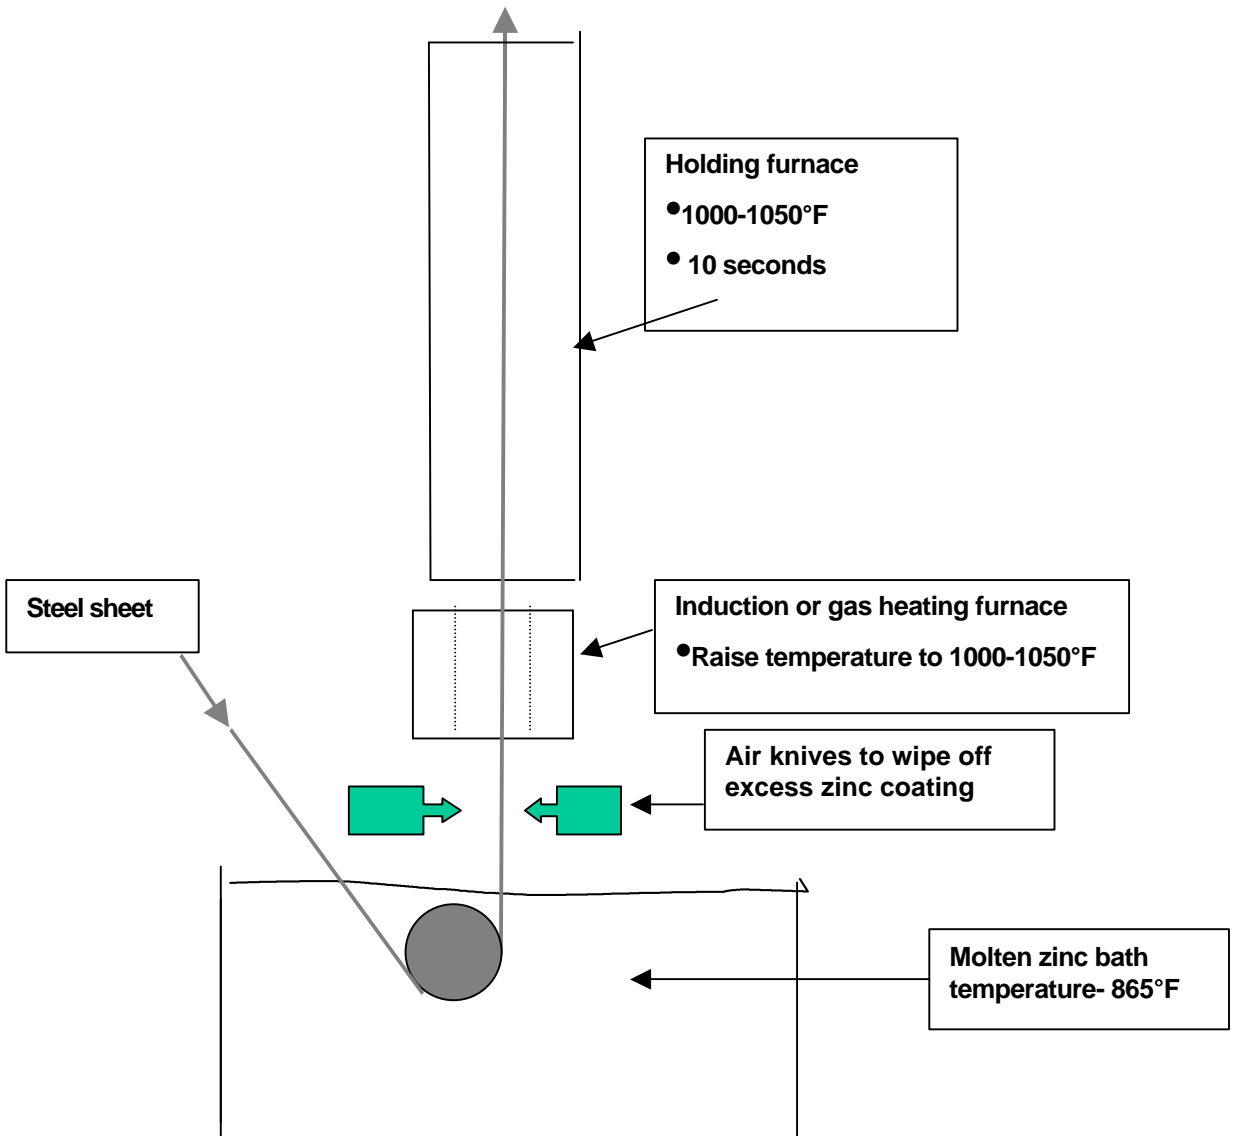 Holding furnace
•1000-1050°F
• 10 seconds
Steel sheet
Induction or gas heating furnace
•Raise temperature to 1000-1050°F
Air knives to wipe off
excess zinc coating
Molten zinc bath
temperature- 865°F